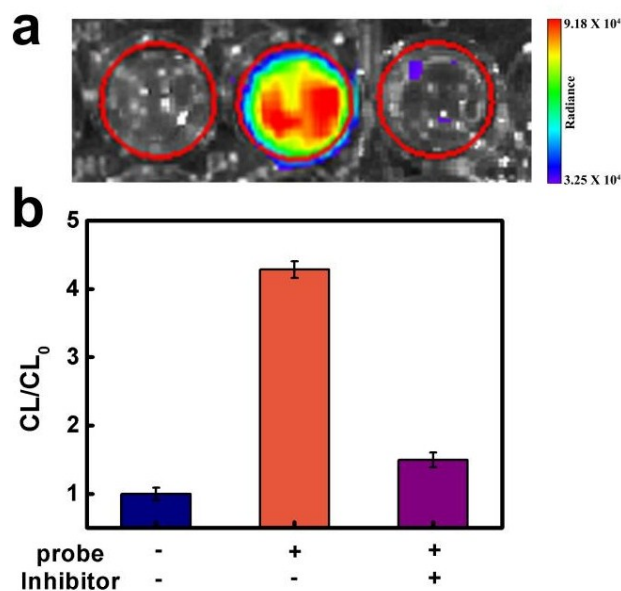 a
9.18 X 10⁴
Radiance
3.25 X 10⁴
b
5
4
3
2
1
CL/CL₀
probe - + +
Inhibitor - - +